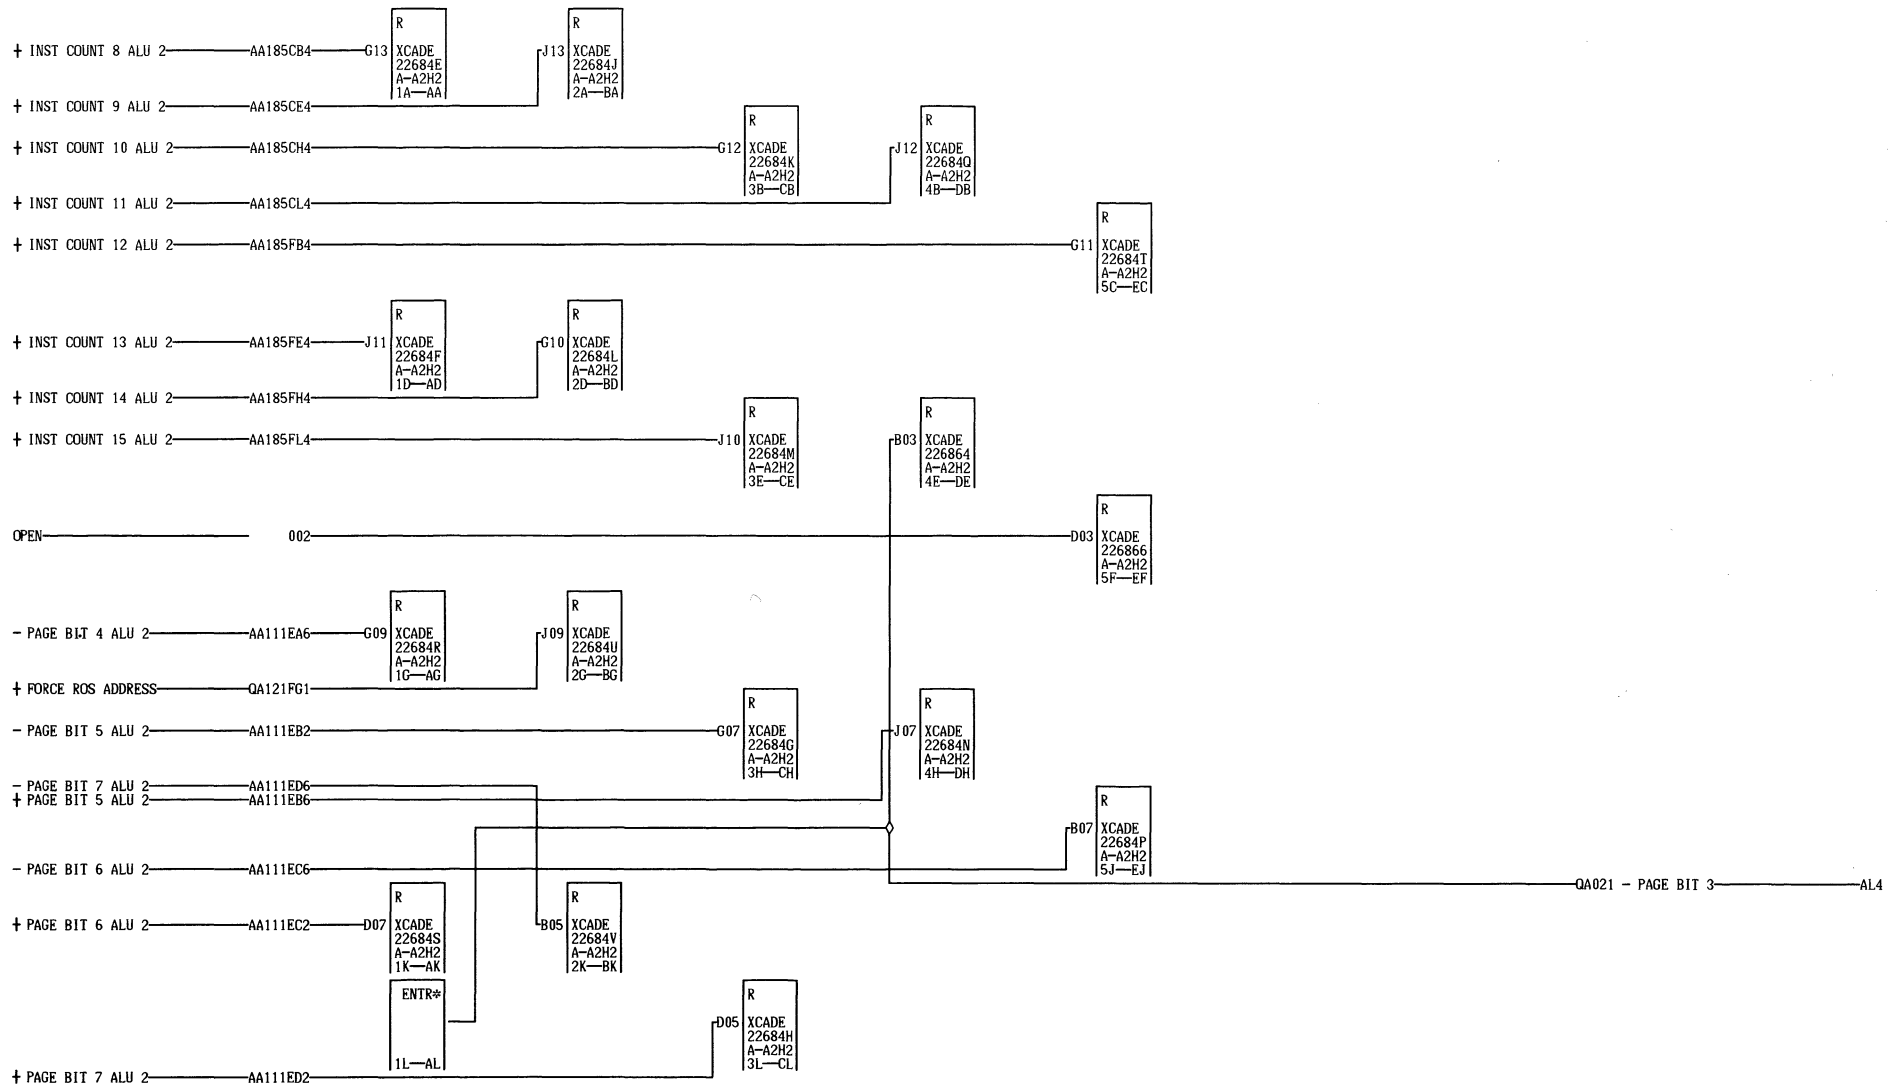 R
R
+ INST COUNT 8 ALU 2 AA185CB4 G13 XCADE J13 XCADE
22684E 22684J
A-A2H2 A-A2H2
1A—AA 2A—BA
+ INST COUNT 9 ALU 2 AA185CE4
R R
+ INST COUNT 10 ALU 2 AA185CH4 G12 XCADE J12 XCADE
22684K 22684Q
A-A2H2 A-A2H2
3B—CB 4B—DB
+ INST COUNT 11 ALU 2 AA185CL4
R
+ INST COUNT 12 ALU 2 AA185FB4 G11 XCADE
22684T
A-A2H2
5C—EC
R R
+ INST COUNT 13 ALU 2 AA185FE4 J11 XCADE G10 XCADE
22684F 22684L
A-A2H2 A-A2H2
1D—AD 2D—BD
+ INST COUNT 14 ALU 2 AA185FH4
R R
+ INST COUNT 15 ALU 2 AA185FL4 J10 XCADE B03 XCADE
22684M 226864
A-A2H2 A-A2H2
3E—CE 4E—DE
R
OPEN 002 D03 XCADE
226866
A-A2H2
5F—EF
R R
- PAGE BIT 4 ALU 2 AA111EA6 G09 XCADE J09 XCADE
22684R 22684U
A-A2H2 A-A2H2
1G—AG 2G—BG
+ FORCE ROS ADDRESS QA121FG1
R R
- PAGE BIT 5 ALU 2 AA111EB2 G07 XCADE J07 XCADE
22684G 22684N
A-A2H2 A-A2H2
3H—CH 4H—DH
- PAGE BIT 7 ALU 2 AA111ED6
+ PAGE BIT 5 ALU 2 AA111EB6
R
B07 XCADE
22684P
A-A2H2
5J—EJ
- PAGE BIT 6 ALU 2 AA111EC6
QA021 - PAGE BIT 3 AL4
R R
+ PAGE BIT 6 ALU 2 AA111EC2 D07 XCADE B05 XCADE
22684S 22684V
A-A2H2 A-A2H2
1K—AK 2K—BK
ENTR* R
D05 XCADE
22684H
A-A2H2
1L—AL 3L—CL
+ PAGE BIT 7 ALU 2 AA111ED2